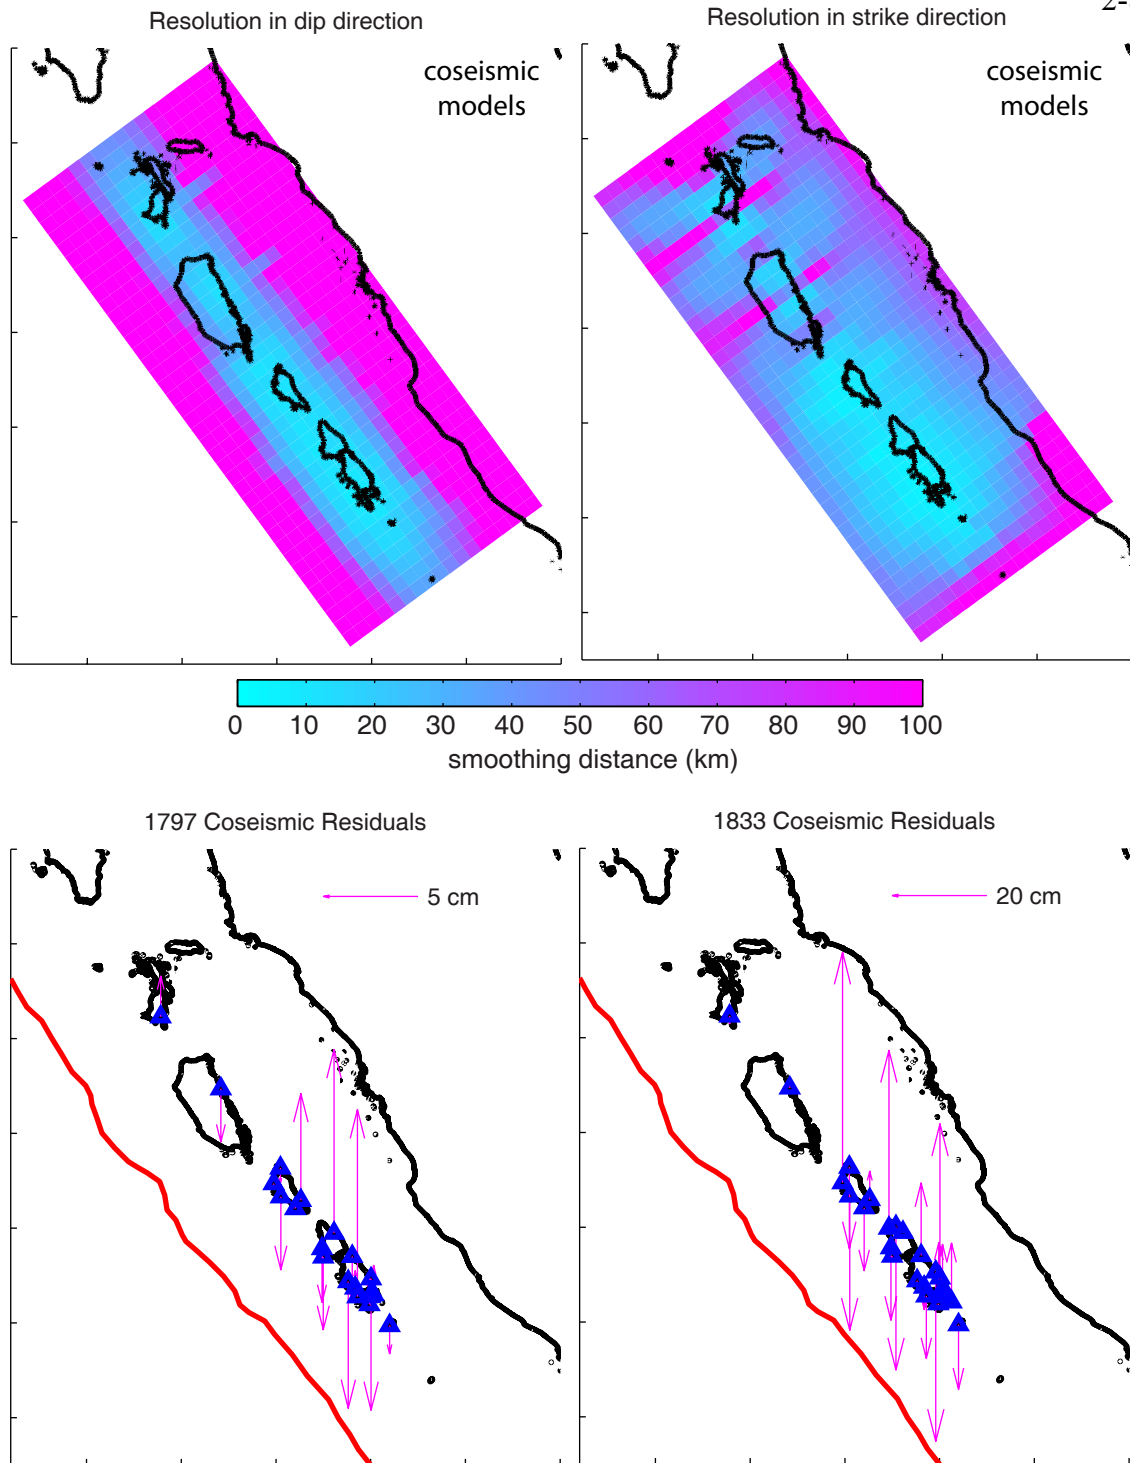 2-
Resolution in dip direction
Resolution in strike direction
coseismic
models
coseismic
models
0 10 20 30 40 50 60 70 80 90 100
smoothing distance (km)
1797 Coseismic Residuals
1833 Coseismic Residuals
5 cm
20 cm